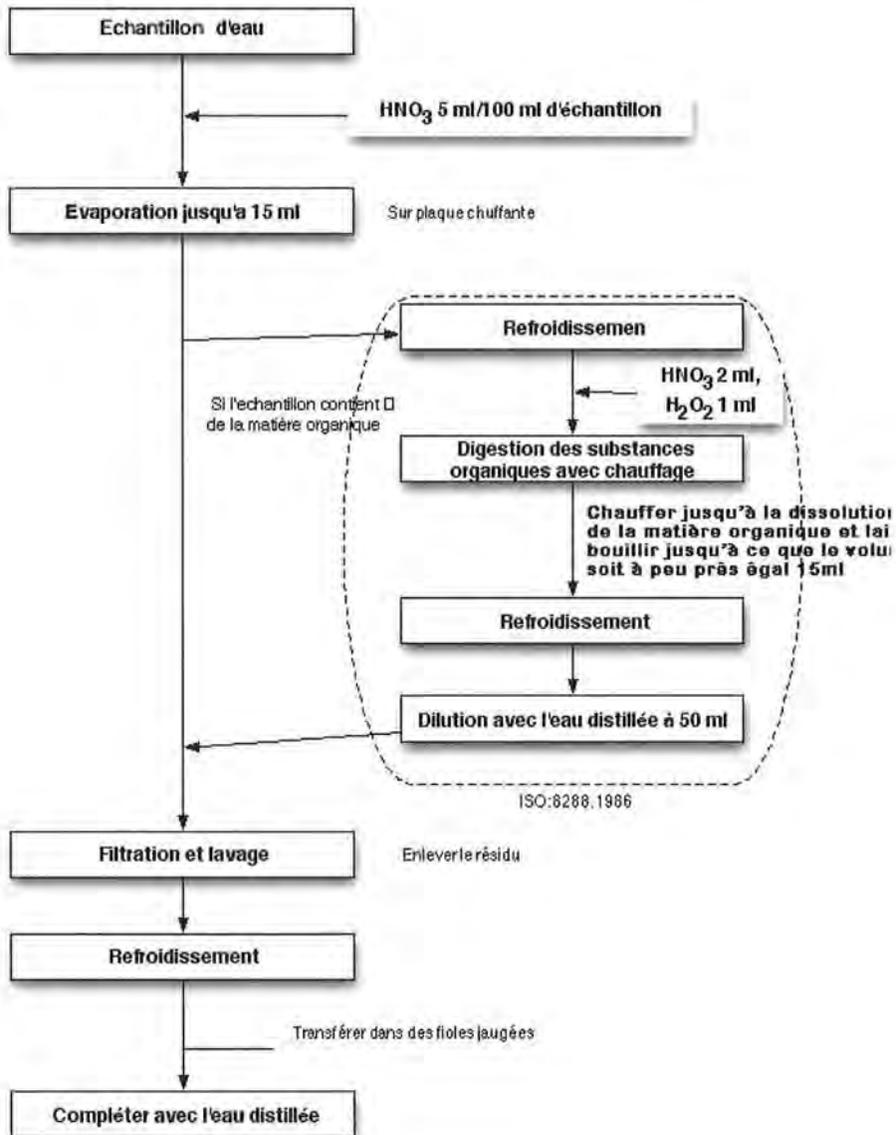 Echantillon d'eau
HNO3 5 ml/100 ml d'échantillon
Evaporation jusqu'a 15 ml
Sur plaque chuffante
Refroidissemen
HNO3 2 ml,
H2O2 1 ml
SI l'echantillon contient
de la matière organique
Digestion des substances
organiques avec chauffage
Chauffer jusqu'à la dissolution
de la matière organique et lai
bouillir jusqu'à ce que le volu
soit à peu près ègal 15ml
Refroidissement
Dilution avec l'eau distillée à 50 ml
ISO:8288,1986
Filtration et lavage
Enlever le résidu
Refroidissement
Transférer dans des fioles jaugées
Compléter avec l'eau distillée